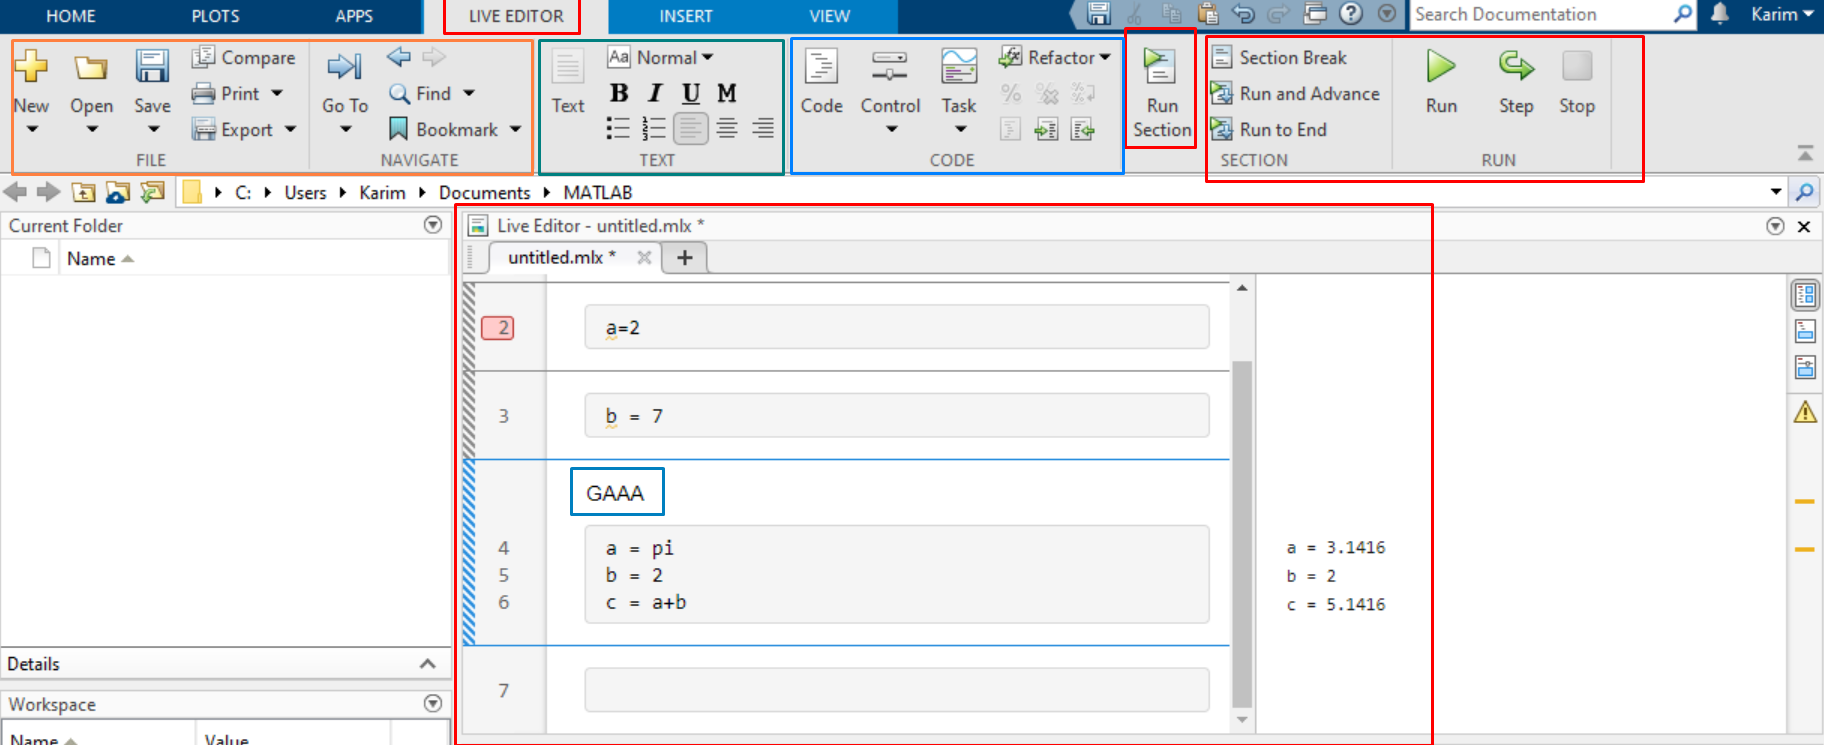 HOME PLOTS APPS LIVE EDITOR INSERT VIEW Search Documentation Karim
New Open Save Compare Print Export Go To Find Bookmark Text Aa Normal B I U M Code Control Task Refactor Run Section Section Break Run and Advance Run to End Run Step Stop
FILE NAVIGATE TEXT CODE SECTION RUN
C: Users Karim Documents MATLAB
Current Folder
Name
Details
Workspace
Name Value
Live Editor - untitled.mlx *
untitled.mlx * +
2 a=2
3 b = 7
GAAA
4 a = pi a = 3.1416
5 b = 2 b = 2
6 c = a+b c = 5.1416
7